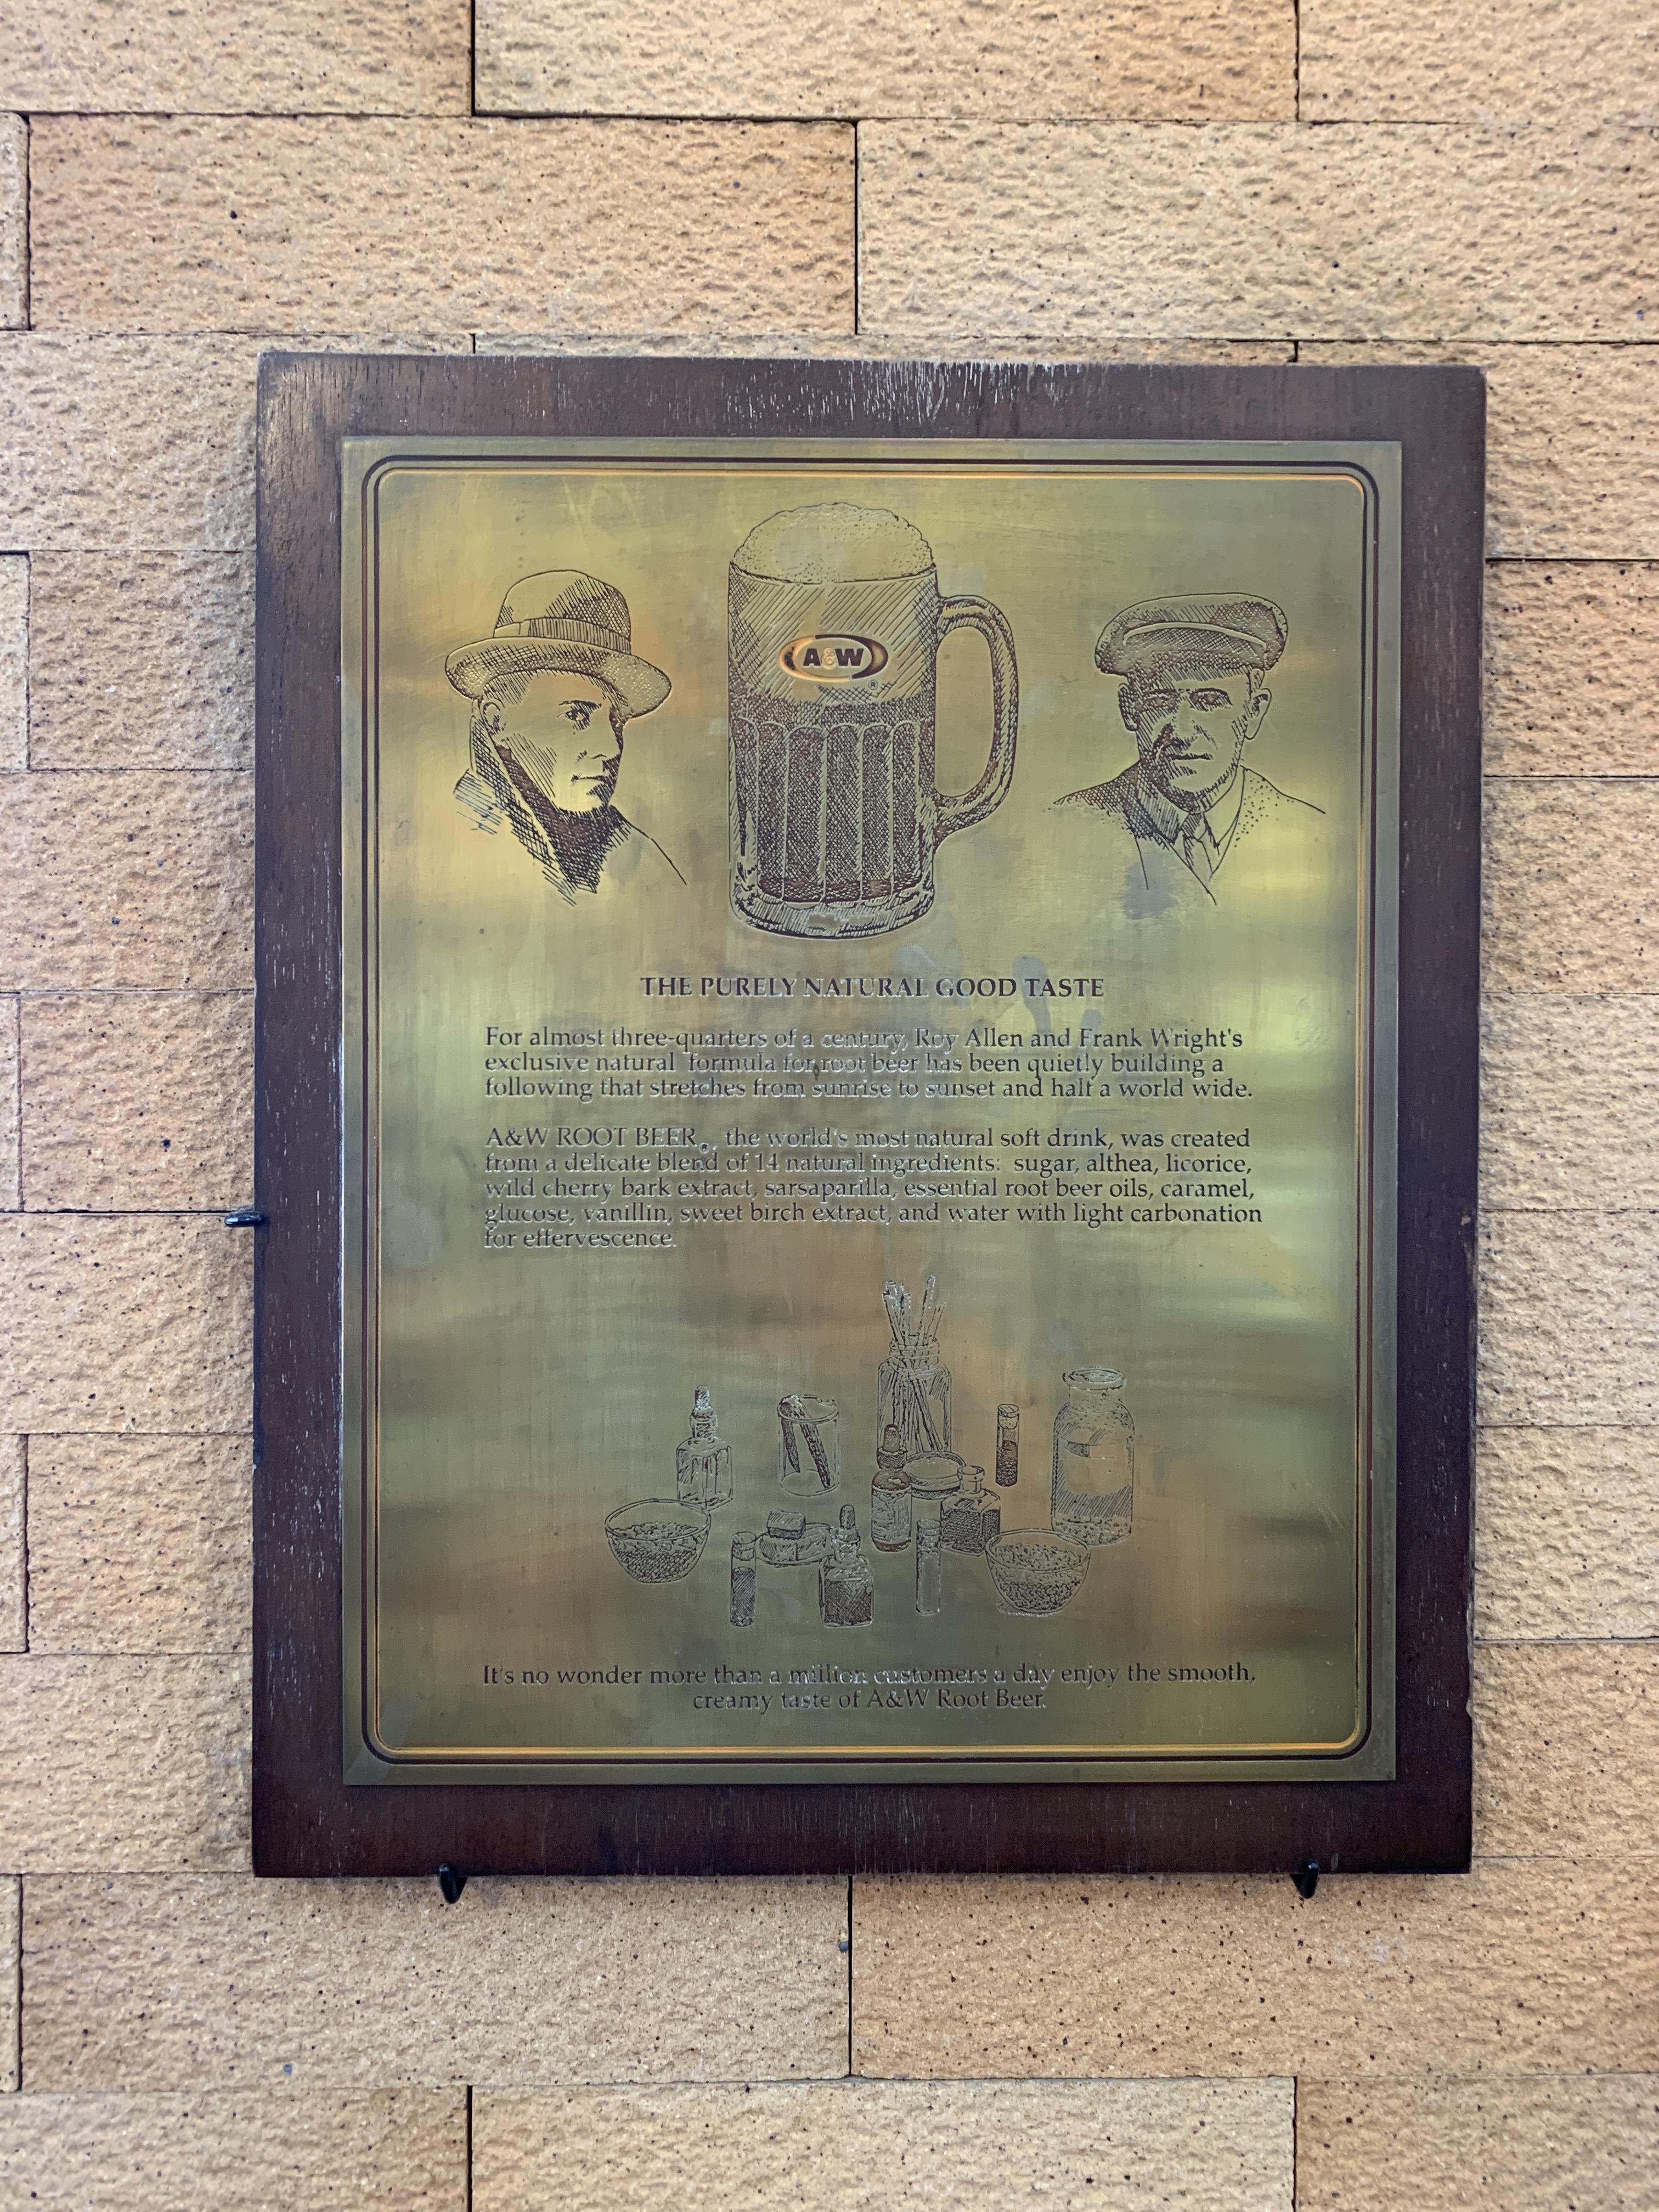 A&W
®
THE PURELY NATURAL GOOD TASTE
For almost three-quarters of a century, Roy Allen and Frank Wright's
exclusive natural formula for root beer has been quietly building a
following that stretches from sunrise to sunset and half a world wide.
A&W ROOT BEER®, the world's most natural soft drink, was created
from a delicate blend of 14 natural ingredients: sugar, althea, licorice,
wild cherry bark extract, sarsaparilla, essential root beer oils, caramel,
glucose, vanillin, sweet birch extract, and water with light carbonation
for effervescence.
It's no wonder more than a million customers a day enjoy the smooth,
creamy taste of A&W Root Beer.